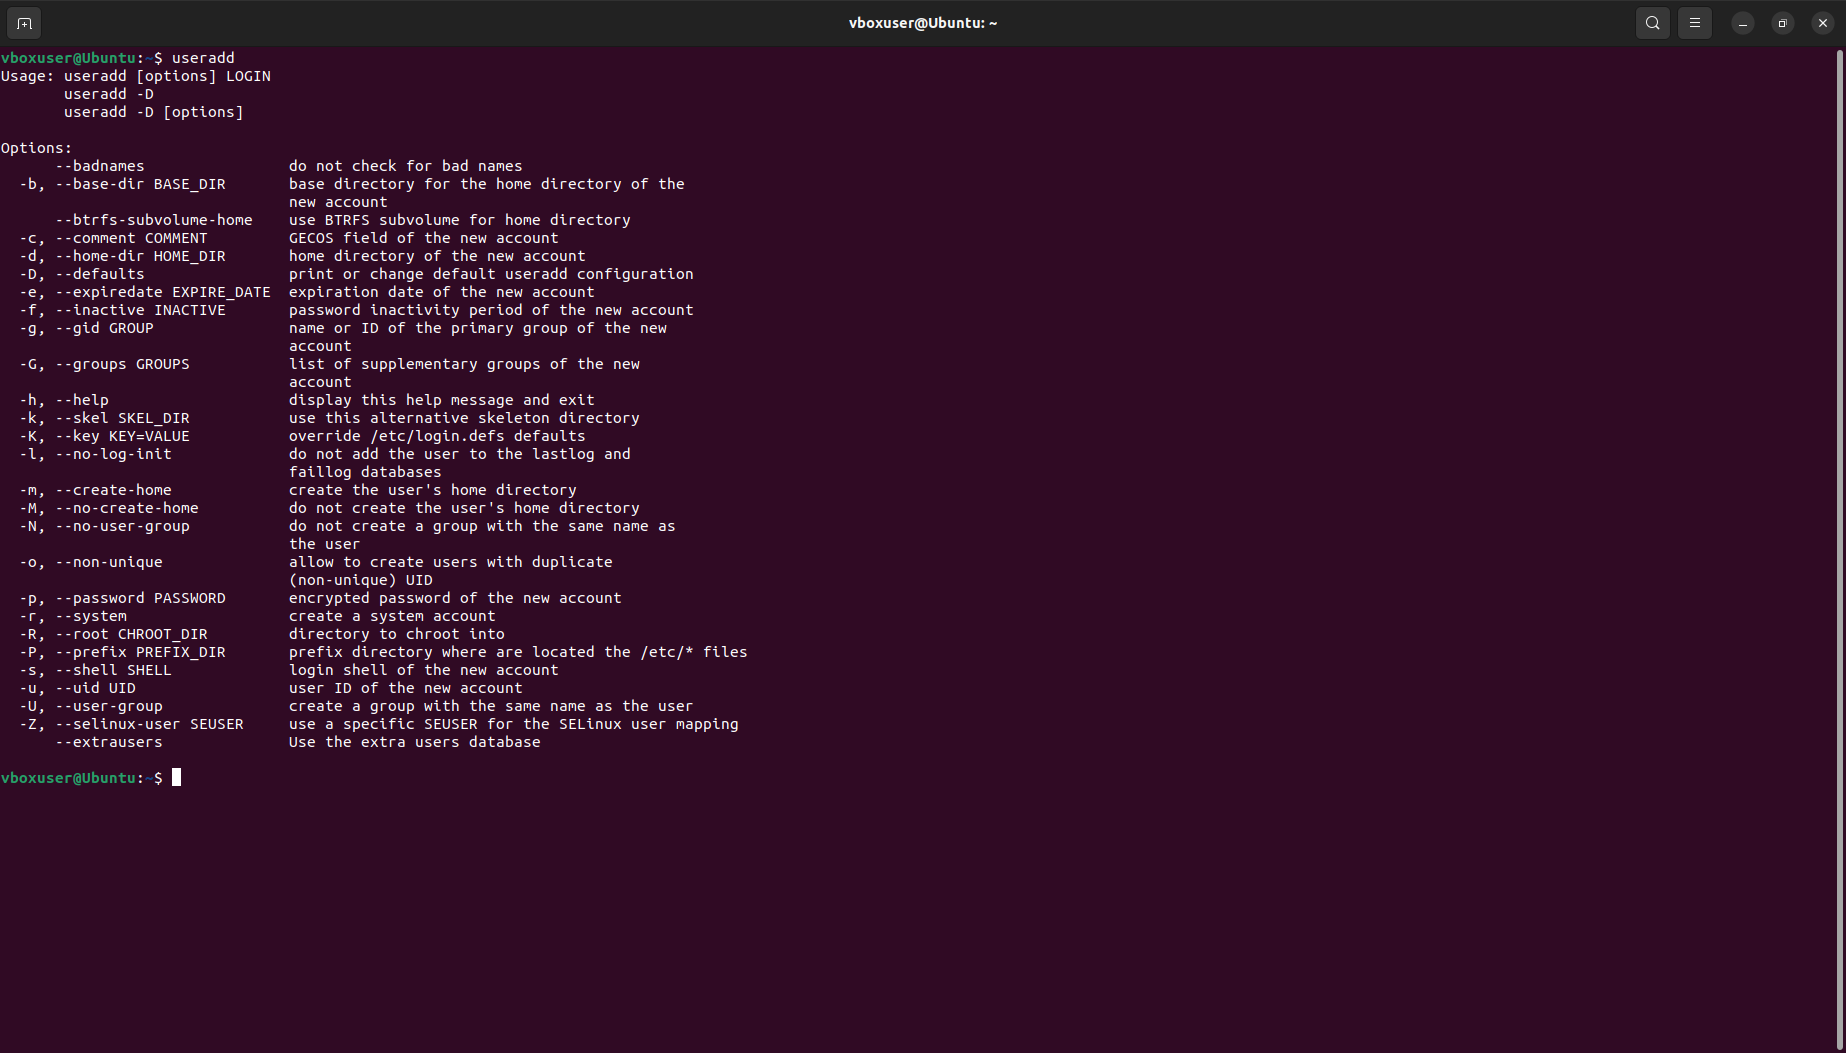 vboxuser@Ubuntu: ~
vboxuser@Ubuntu:~$ useradd
Usage: useradd [options] LOGIN
       useradd -D
       useradd -D [options]

Options:
      --badnames                do not check for bad names
  -b, --base-dir BASE_DIR       base directory for the home directory of the
                                new account
      --btrfs-subvolume-home    use BTRFS subvolume for home directory
  -c, --comment COMMENT         GECOS field of the new account
  -d, --home-dir HOME_DIR       home directory of the new account
  -D, --defaults                print or change default useradd configuration
  -e, --expiredate EXPIRE_DATE  expiration date of the new account
  -f, --inactive INACTIVE       password inactivity period of the new account
  -g, --gid GROUP               name or ID of the primary group of the new
                                account
  -G, --groups GROUPS           list of supplementary groups of the new
                                account
  -h, --help                    display this help message and exit
  -k, --skel SKEL_DIR           use this alternative skeleton directory
  -K, --key KEY=VALUE           override /etc/login.defs defaults
  -l, --no-log-init             do not add the user to the lastlog and
                                faillog databases
  -m, --create-home             create the user's home directory
  -M, --no-create-home          do not create the user's home directory
  -N, --no-user-group           do not create a group with the same name as
                                the user
  -o, --non-unique              allow to create users with duplicate
                                (non-unique) UID
  -p, --password PASSWORD       encrypted password of the new account
  -r, --system                  create a system account
  -R, --root CHROOT_DIR         directory to chroot into
  -P, --prefix PREFIX_DIR       prefix directory where are located the /etc/* files
  -s, --shell SHELL             login shell of the new account
  -u, --uid UID                 user ID of the new account
  -U, --user-group              create a group with the same name as the user
  -Z, --selinux-user SEUSER     use a specific SEUSER for the SELinux user mapping
      --extrausers              Use the extra users database

vboxuser@Ubuntu:~$